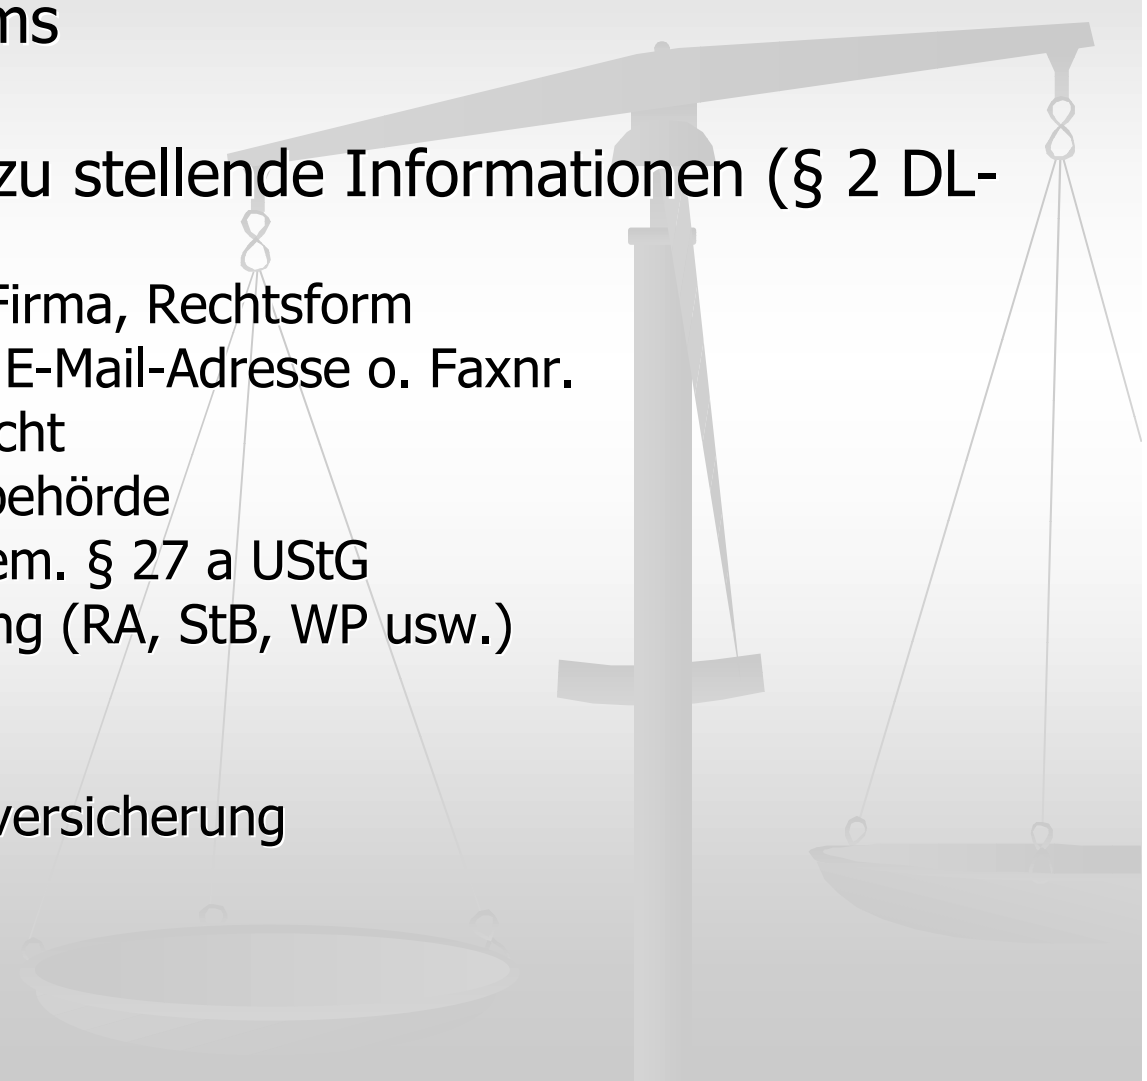 ms
zu stellende Informationen (§ 2 DL-
Firma, Rechtsform
E-Mail-Adresse o. Faxnr.
cht
behörde
em. § 27 a UStG
ng (RA, StB, WP usw.)
versicherung